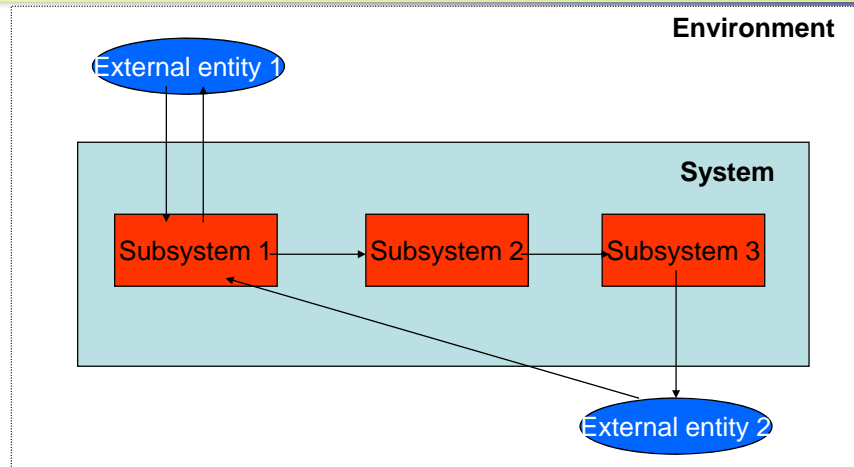 Environment
External entity 1
System
Subsystem 1
Subsystem 2
Subsystem 3
External entity 2